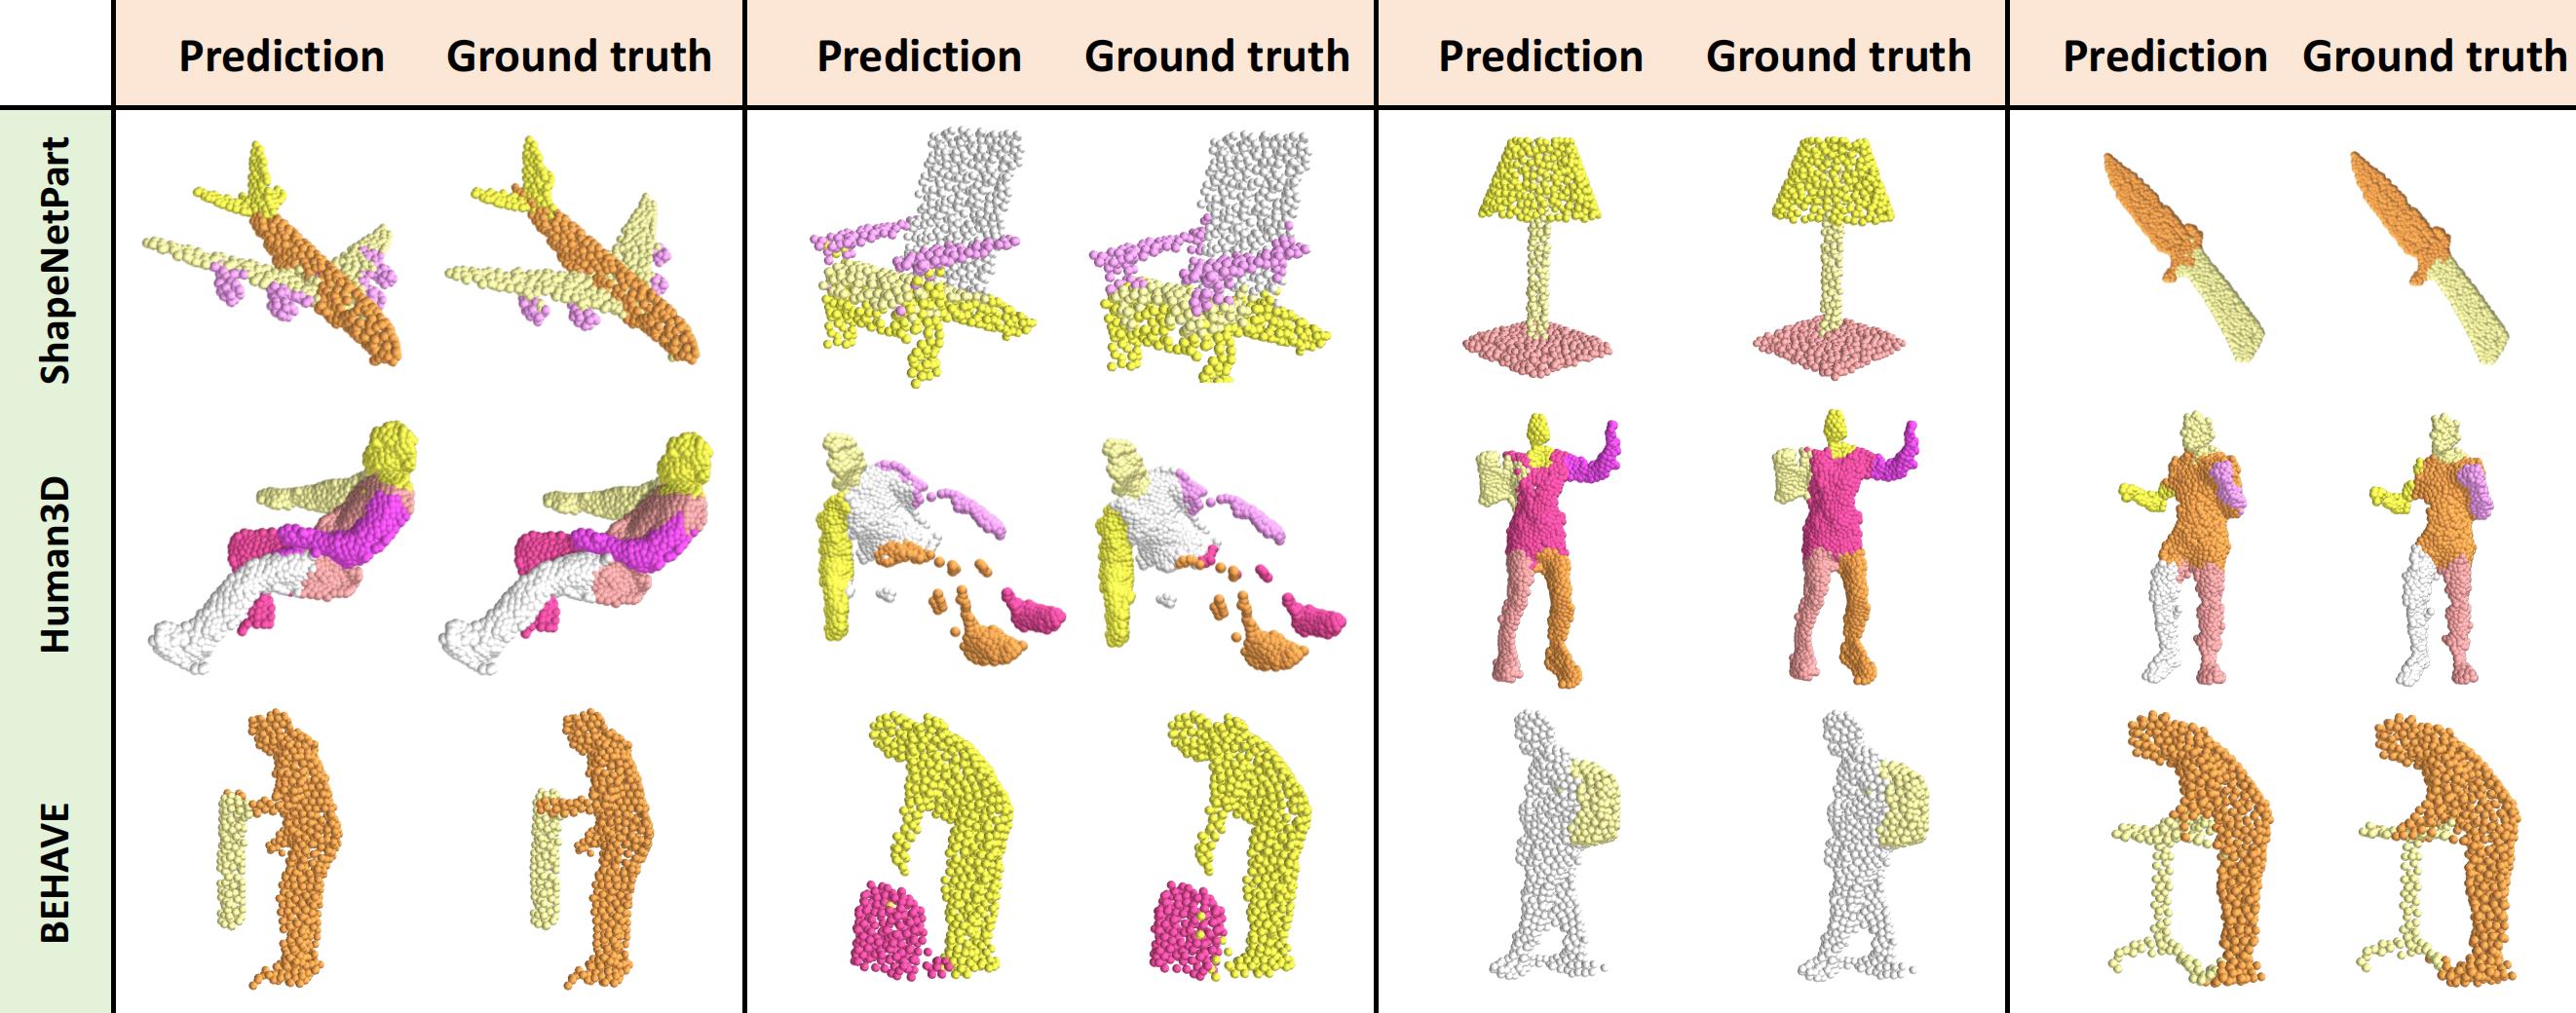 Prediction Ground truth Prediction Ground truth Prediction Ground truth Prediction Ground truth
ShapeNetPart
Human3D
BEHAVE